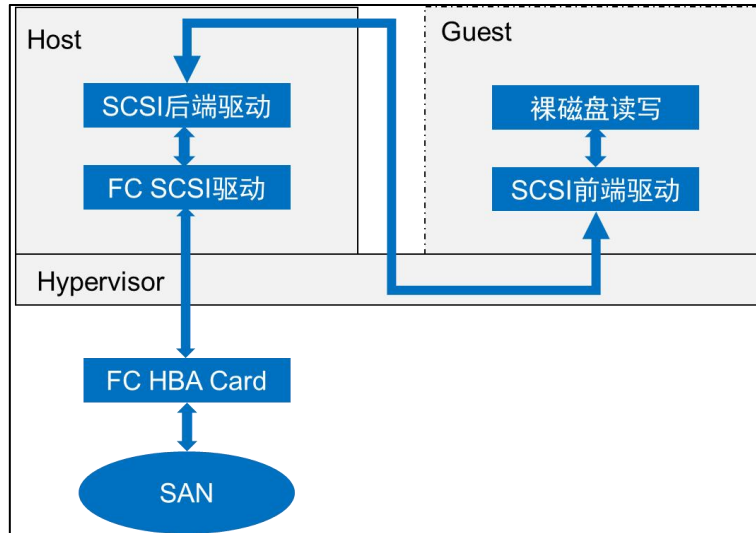 Host
Guest
SCSI后端驱动
裸磁盘读写
FC SCSI驱动
SCSI前端驱动
Hypervisor
FC HBA Card
SAN